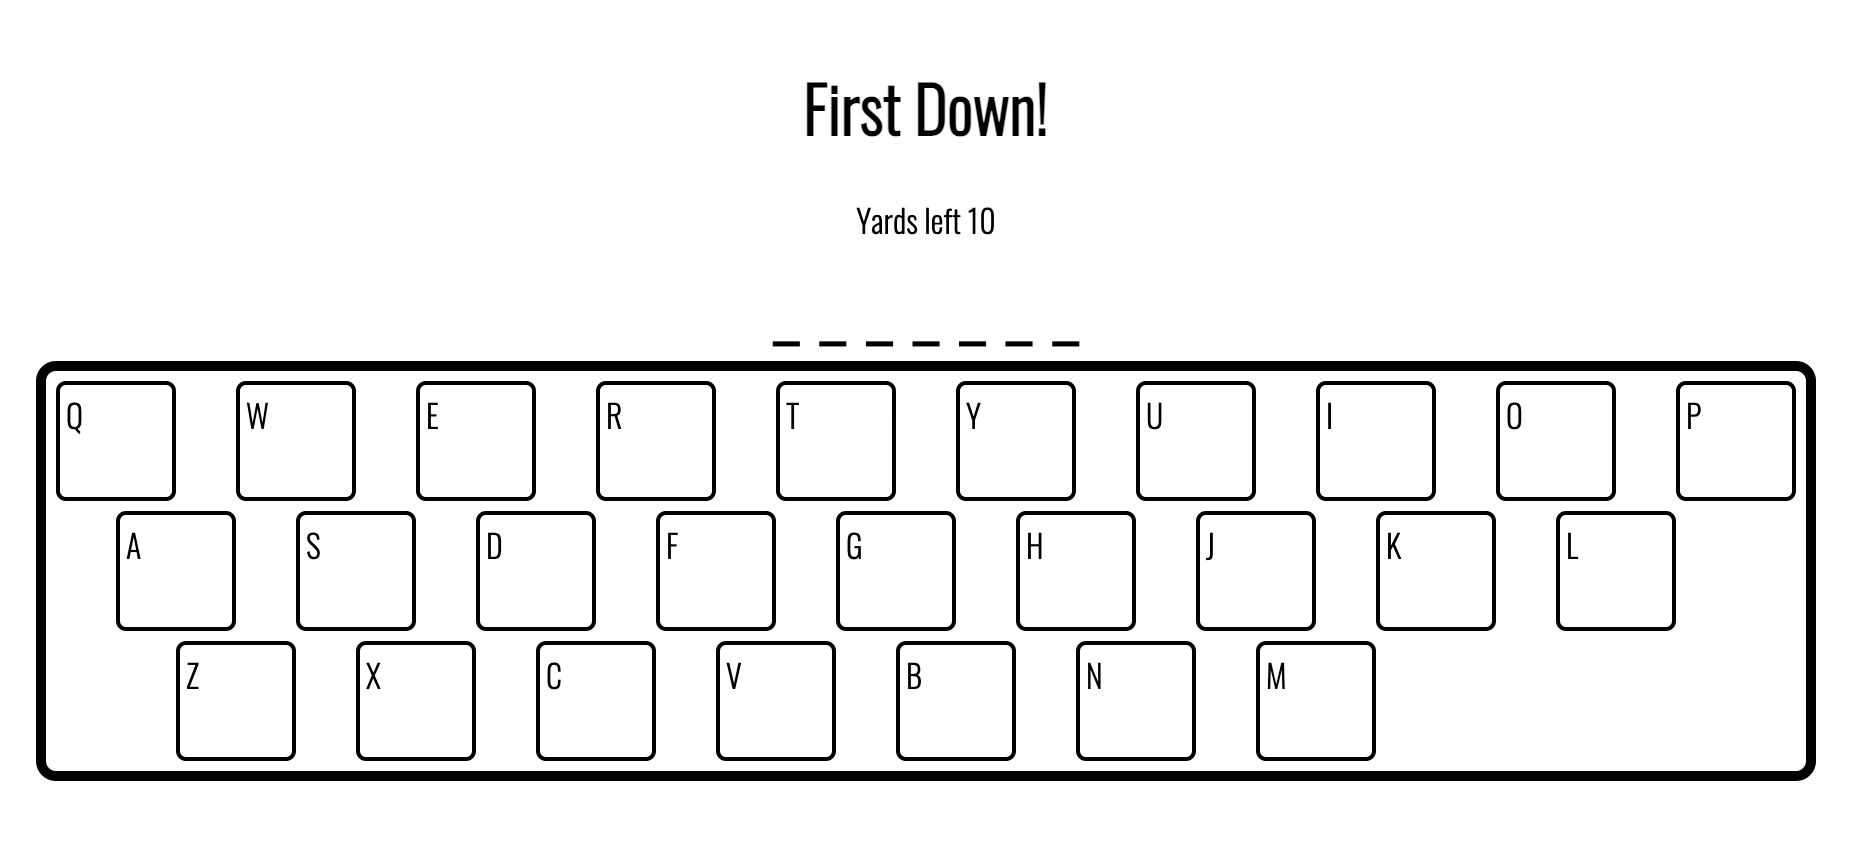 First Down!
Yards left 10
_ _ _ _ _ _ _
Q W E R T Y U I O P
A S D F G H J K L
Z X C V B N M